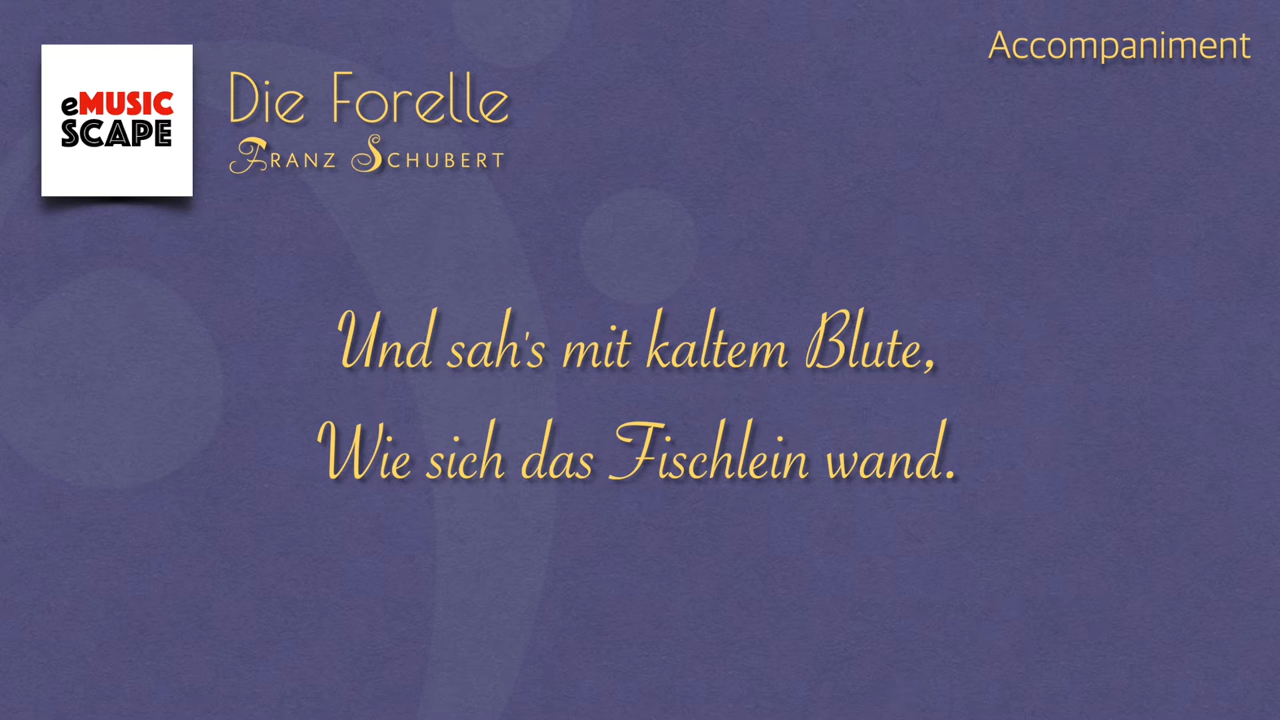 eMUSIC
SCAPE
Die Forelle
Franz Schubert
Accompaniment
Und sah's mit kaltem Blute,
Wie sich das Fischlein wand.